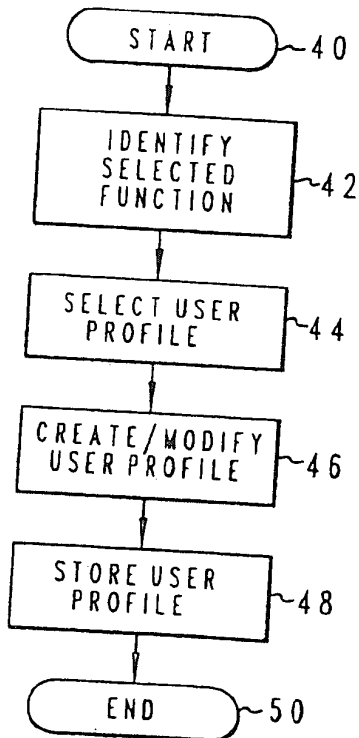 START
40
IDENTIFY
SELECTED
FUNCTION
42
SELECT USER
PROFILE
44
CREATE/MODIFY
USER PROFILE
46
STORE USER
PROFILE
48
END
50